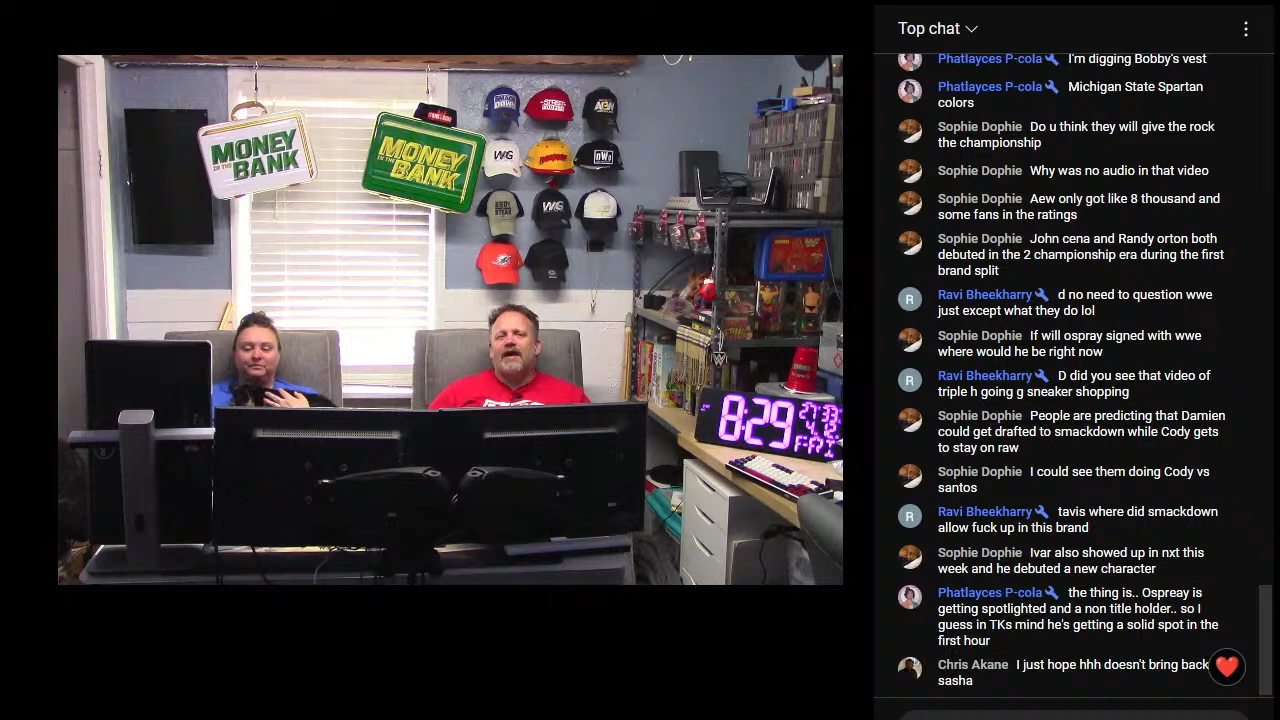 Top chat
Phatlayces P-cola I'm digging Bobby's vest
Phatlayces P-cola Michigan State Spartan
colors
Sophie Dophie Do u think they will give the rock
the championship
Sophie Dophie Why was no audio in that video
Sophie Dophie Aew only got like 8 thousand and
some fans in the ratings
Sophie Dophie John cena and Randy orton both
debuted in the 2 championship era during the first
brand split
R
Ravi Bheekharry d no need to question wwe
just except what they do lol
Sophie Dophie If will ospray signed with wwe
where would he be right now
R
Ravi Bheekharry D did you see that video of
triple h going g sneaker shopping
Sophie Dophie People are predicting that Damien
could get drafted to smackdown while Cody gets
to stay on raw
Sophie Dophie I could see them doing Cody vs
santos
R
Ravi Bheekharry tavis where did smackdown
allow fuck up in this brand
Sophie Dophie Ivar also showed up in nxt this
week and he debuted a new character
Phatlayces P-cola the thing is.. Ospreay is
getting spotlighted and a non title holder.. so I
guess in TKs mind he's getting a solid spot in the
first hour
Chris Akane I just hope hhh doesn't bring back
sasha
MONEY
IN THE
BANK
MONEY
IN THE
BANK
AEW
WG
nWo
WG
8:29
FRI